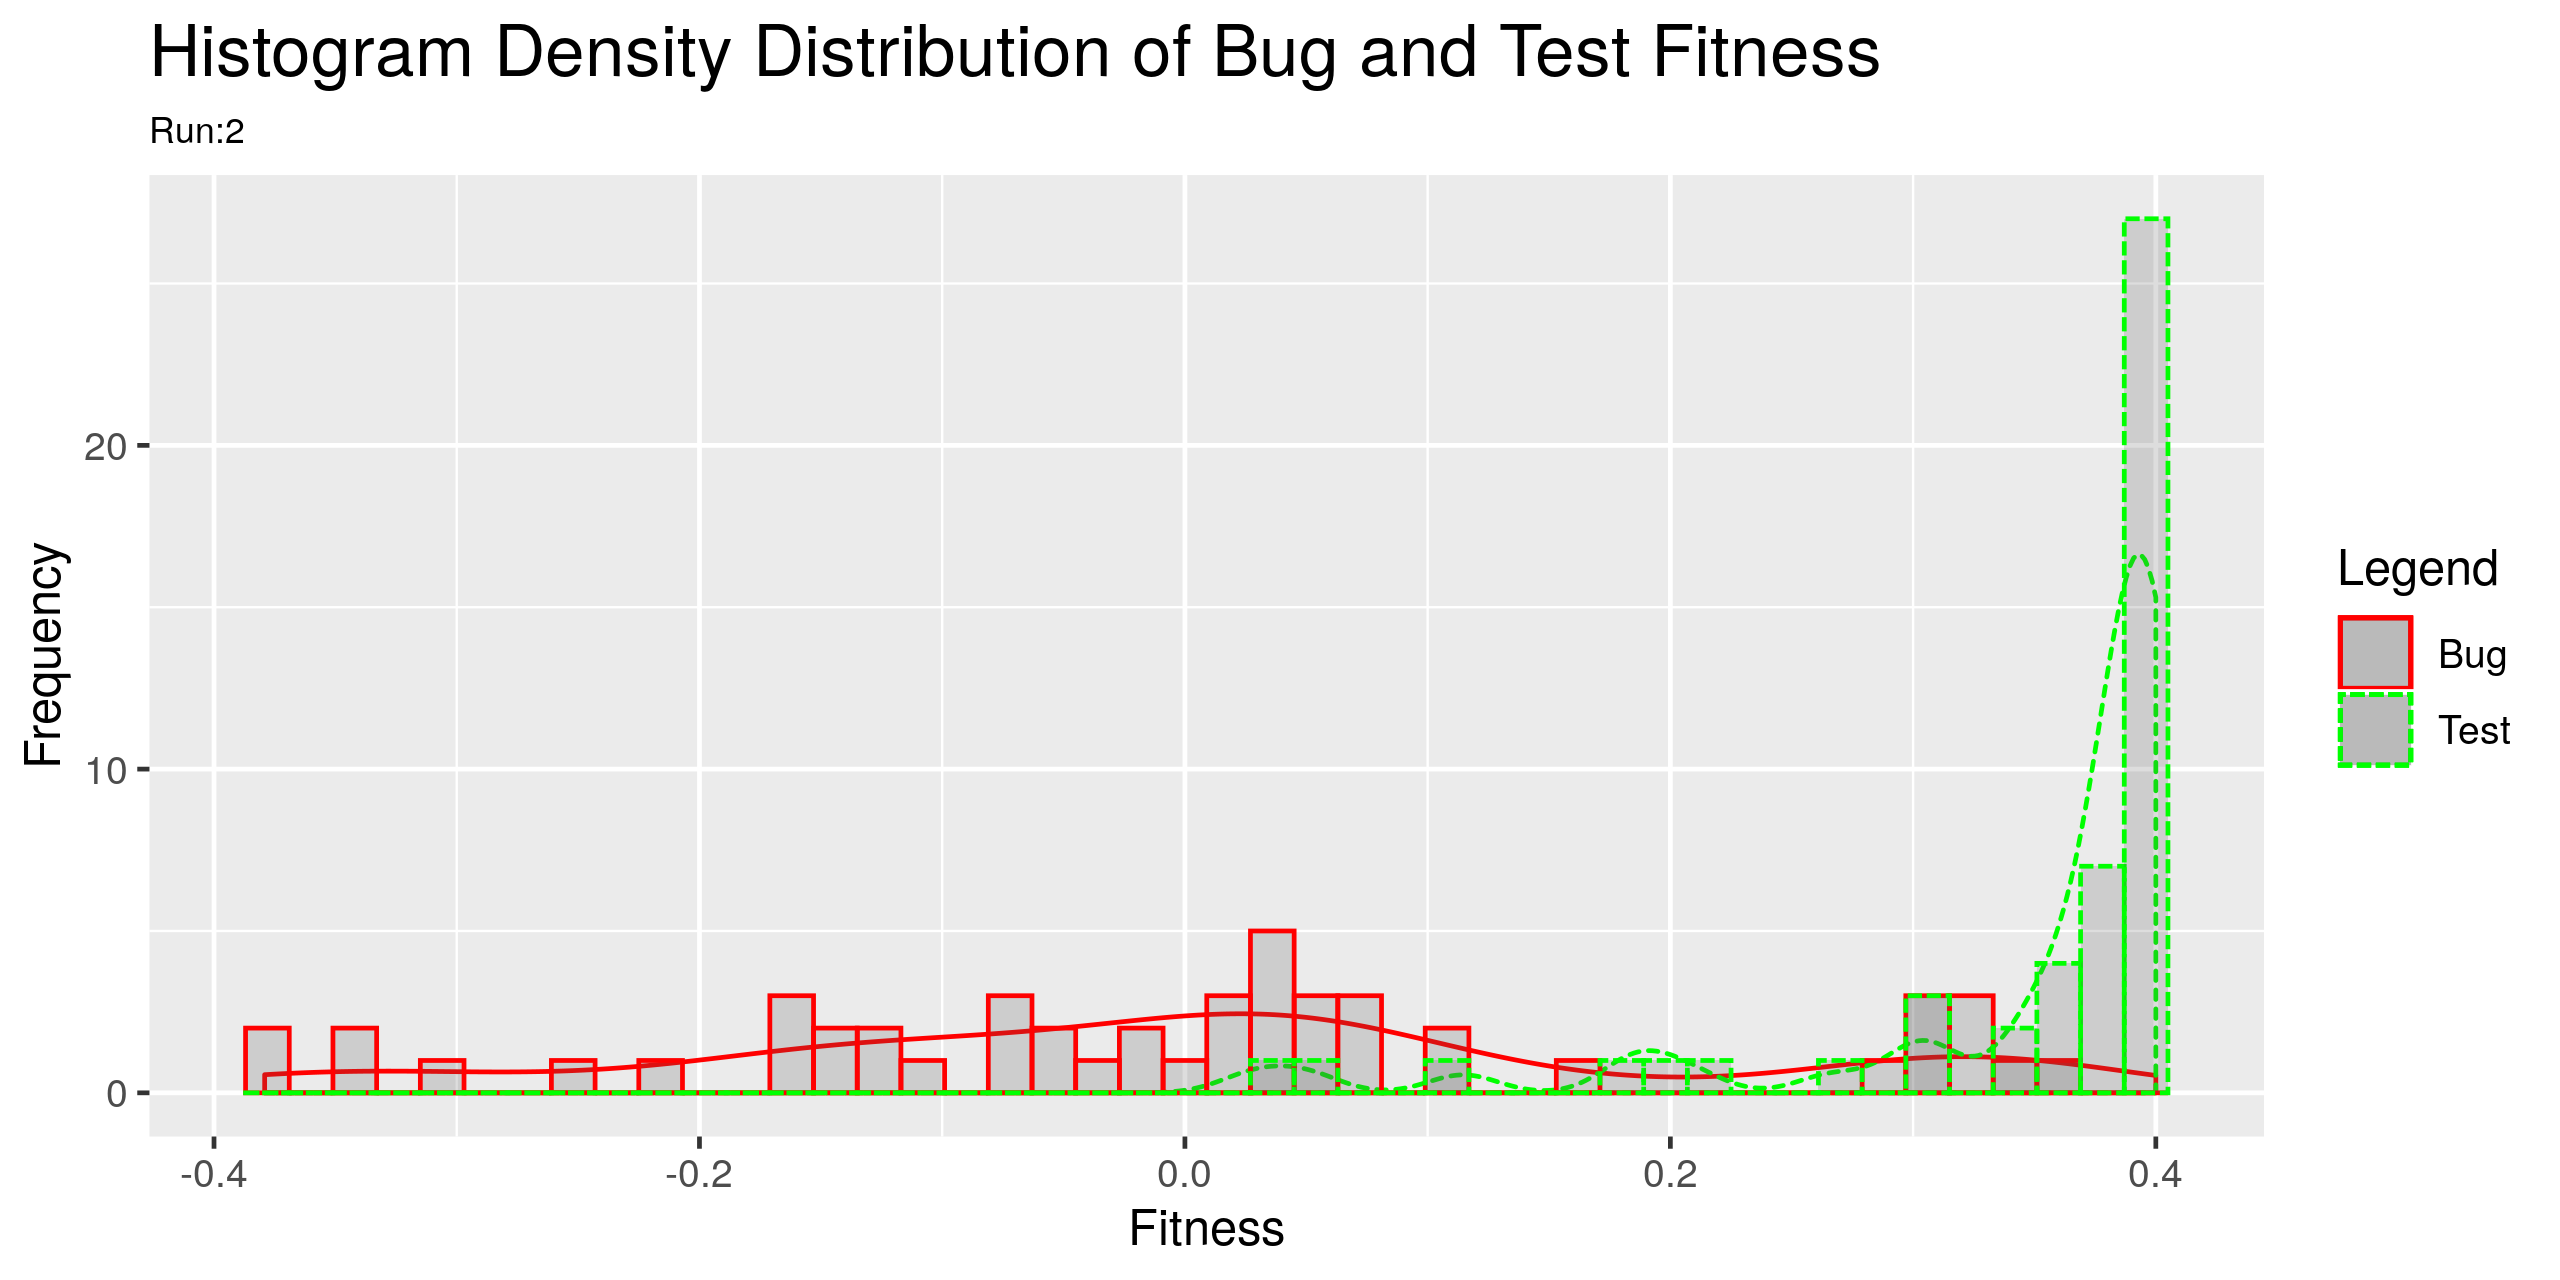 Histogram Density Distribution of Bug and Test Fitness
Run:2
Frequency
20
10
0
-0.4
-0.2
0.0
0.2
0.4
Fitness
Legend
Bug
Test